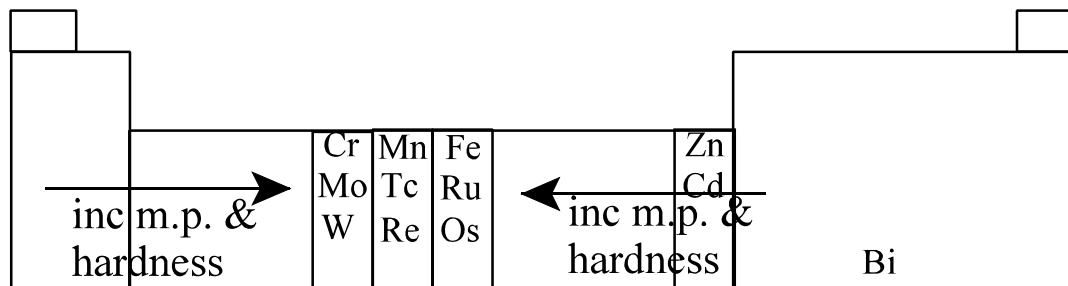 Cr Mn Fe Zn
Mo Tc Ru Cd
W Re Os
inc m.p. &
hardness
inc m.p. &
hardness
Bi